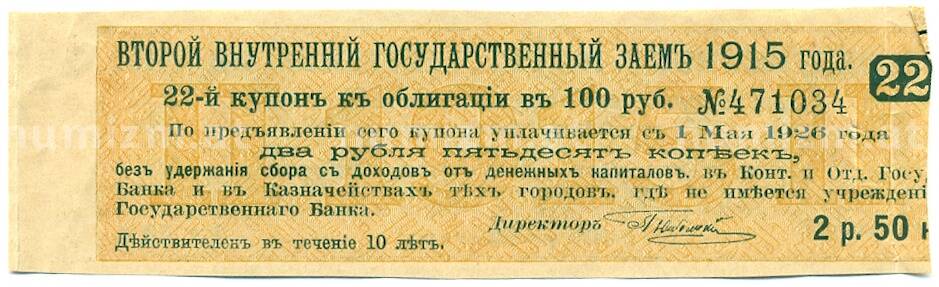 ВТОРОЙ ВНУТРЕННІЙ ГОСУДАРСТВЕННЫЙ ЗАЕМЪ 1915 года.
22
22-й купонъ къ облигаціи въ 100 руб. №471034
По предъявленіи сего купона уплачивается съ 1 Мая 1926 года
два рубля пятьдесятъ копѣекъ,
безъ удержанія сбора съ доходовъ отъ денежныхъ капиталовъ, въ Конт. и Отд. Госу
Банка и въ Казначействахъ тѣхъ городовъ, гдѣ не имѣется учрежденi
Государственнаго Банка.
Директоръ
2 р. 50 к
Дѣйствителенъ въ теченіе 10 лѣтъ.